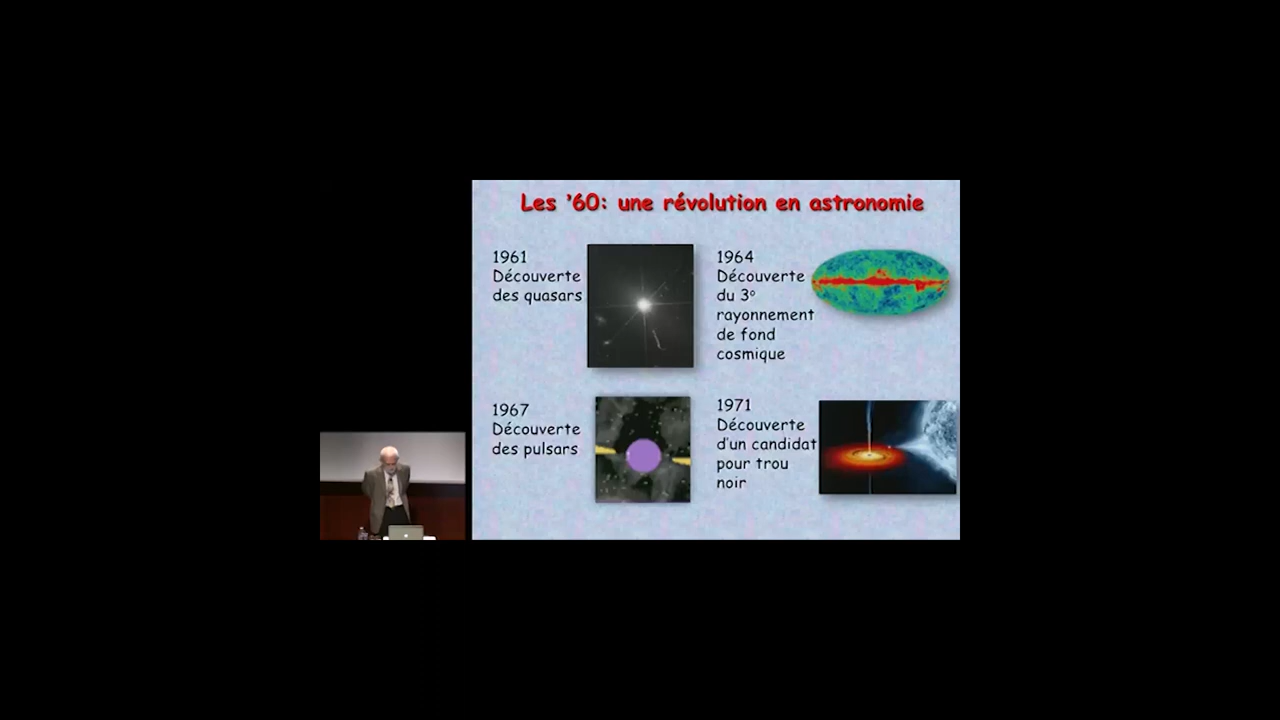 Les ’60: une révolution en astronomie
1961
Découverte
des quasars
1964
Découverte
du 3°
rayonnement
de fond
cosmique
1967
Découverte
des pulsars
1971
Découverte
d'un candidat
pour trou
noir